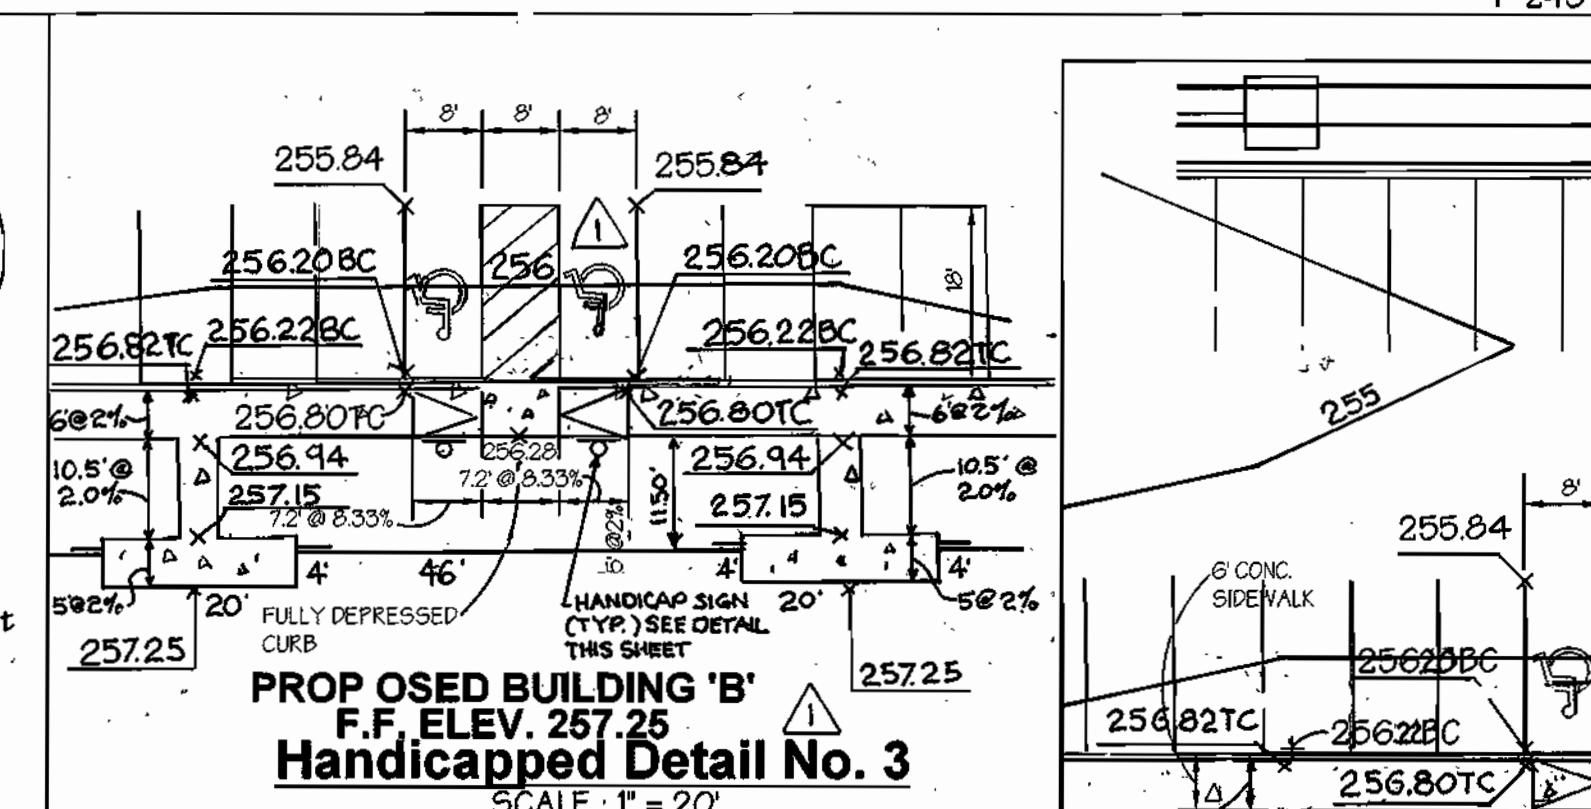 8' 8' 8'
255.84 255.84
1
256.20BC 256 256.20BC
18'
256.82TC 256.22BC 256.22BC 256.82TC
6@2% 256.80TC 256.80TC 6@2%
256.94 256.28 256.94
10.5' @
2.0%
7.2' @ 8.33%
10.5' @
2.0%
257.15 257.15
7.2' @ 8.33%
11.50'
@2%
4' 46' 4' 4'
5@2% 20' 20' 5@2%
FULLY DEPRESSED
CURB
HANDICAP SIGN
(TYP.) SEE DETAIL
THIS SHEET
257.25 257.25
PROP OSED BUILDING 'B'
F.F. ELEV. 257.25
1
Handicapped Detail No. 3
SCALE : 1" = 20'
255
8'
255.84
6' CONC.
SIDEWALK
256.82TC
256.80TC
t